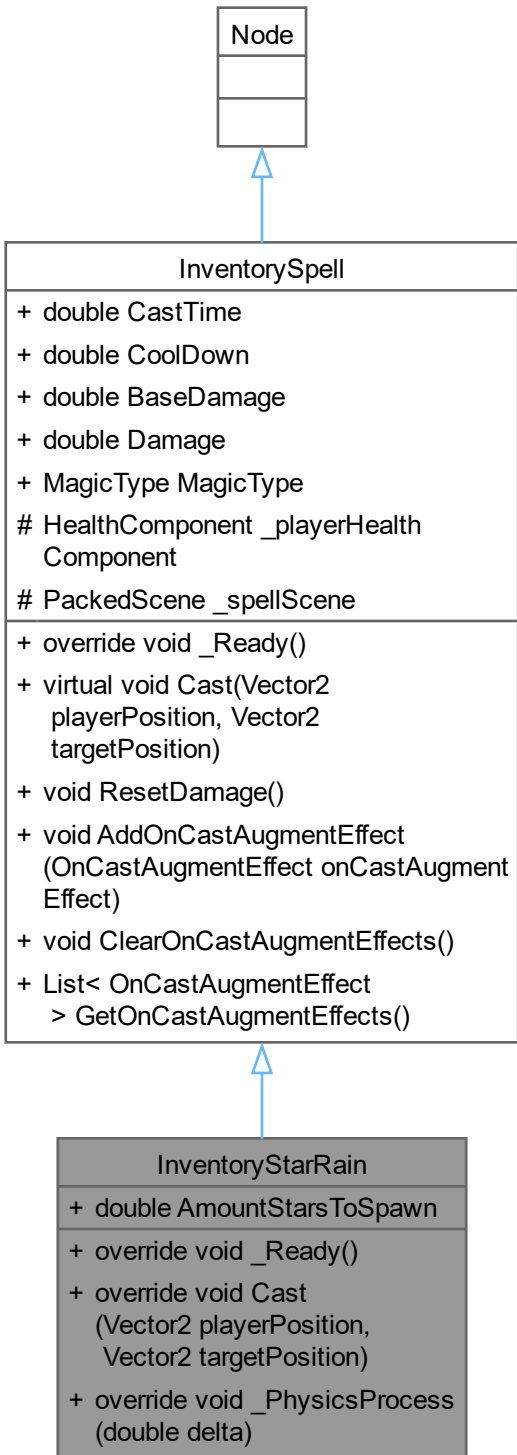 Node
InventorySpell
+ double CastTime
+ double CoolDown
+ double BaseDamage
+ double Damage
+ MagicType MagicType
# HealthComponent _playerHealth
Component
# PackedScene _spellScene
+ override void _Ready()
+ virtual void Cast(Vector2
playerPosition, Vector2
targetPosition)
+ void ResetDamage()
+ void AddOnCastAugmentEffect
(OnCastAugmentEffect onCastAugment
Effect)
+ void ClearOnCastAugmentEffects()
+ List< OnCastAugmentEffect
> GetOnCastAugmentEffects()
InventoryStarRain
+ double AmountStarsToSpawn
+ override void _Ready()
+ override void Cast
(Vector2 playerPosition,
Vector2 targetPosition)
+ override void _PhysicsProcess
(double delta)